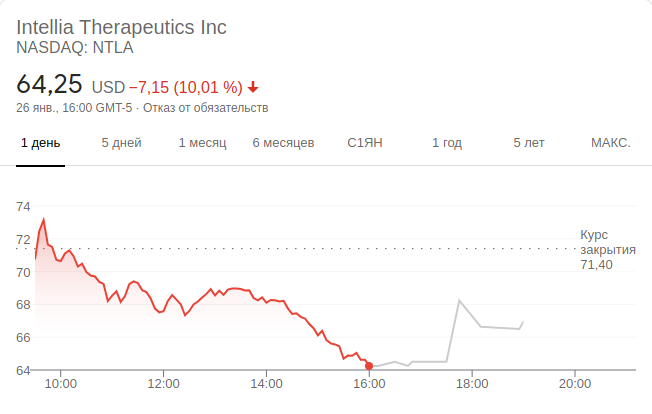 Intellia Therapeutics Inc
NASDAQ: NTLA
64,25 USD −7,15 (10,01 %)
26 янв., 16:00 GMT-5 · Отказ от обязательств
1 день 5 дней 1 месяц 6 месяцев С1ЯН 1 год 5 лет МАКС.
74
72
70
68
66
64
Курс
закрытия
71,40
10:00 12:00 14:00 16:00 18:00 20:00